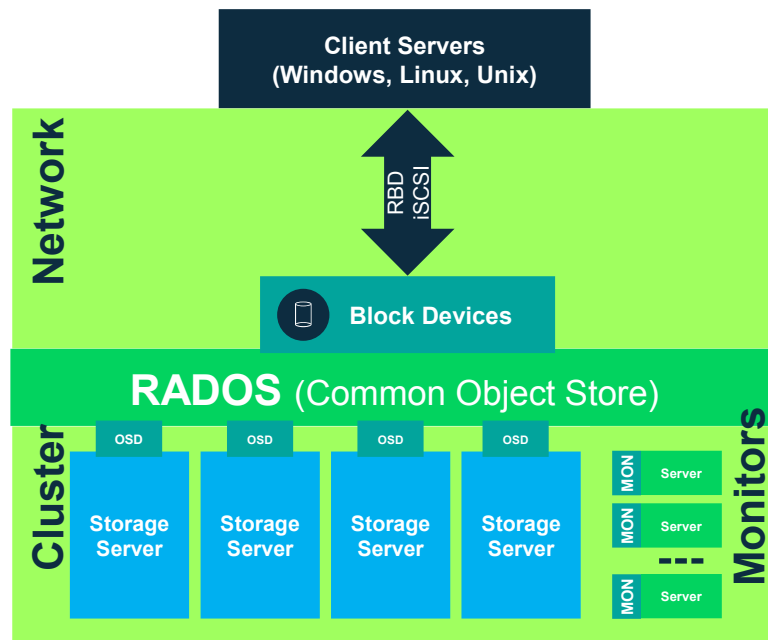 Client Servers
(Windows, Linux, Unix)
Network
RBD
iSCSI
Block Devices
RADOS (Common Object Store)
Cluster
OSD
OSD
OSD
OSD
Storage
Server
Storage
Server
Storage
Server
Storage
Server
MON
Server
MON
Server
MON
Server
Monitors